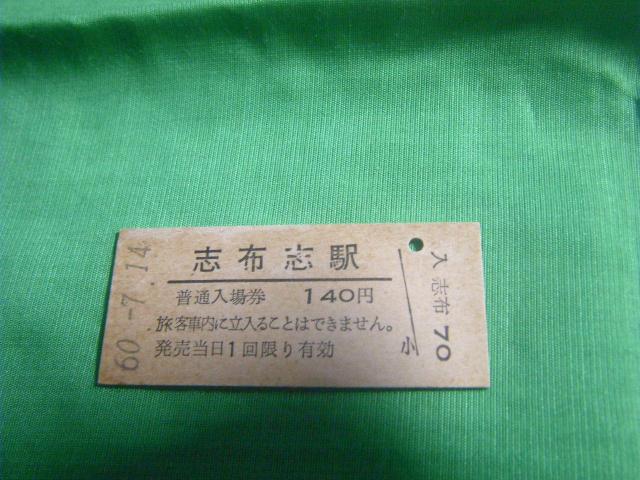 60.-7.14
志布志駅
普通入場券 140円
旅客車内に立入ることはできません。
発売当日1回限り有効
小
入 志布 70